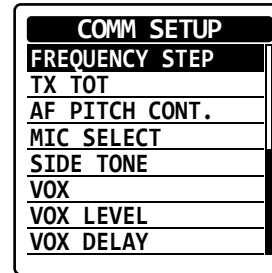 COMM SETUP
FREQUENCY STEP
TX TOT
AF PITCH CONT.
MIC SELECT
SIDE TONE
VOX
VOX LEVEL
VOX DELAY